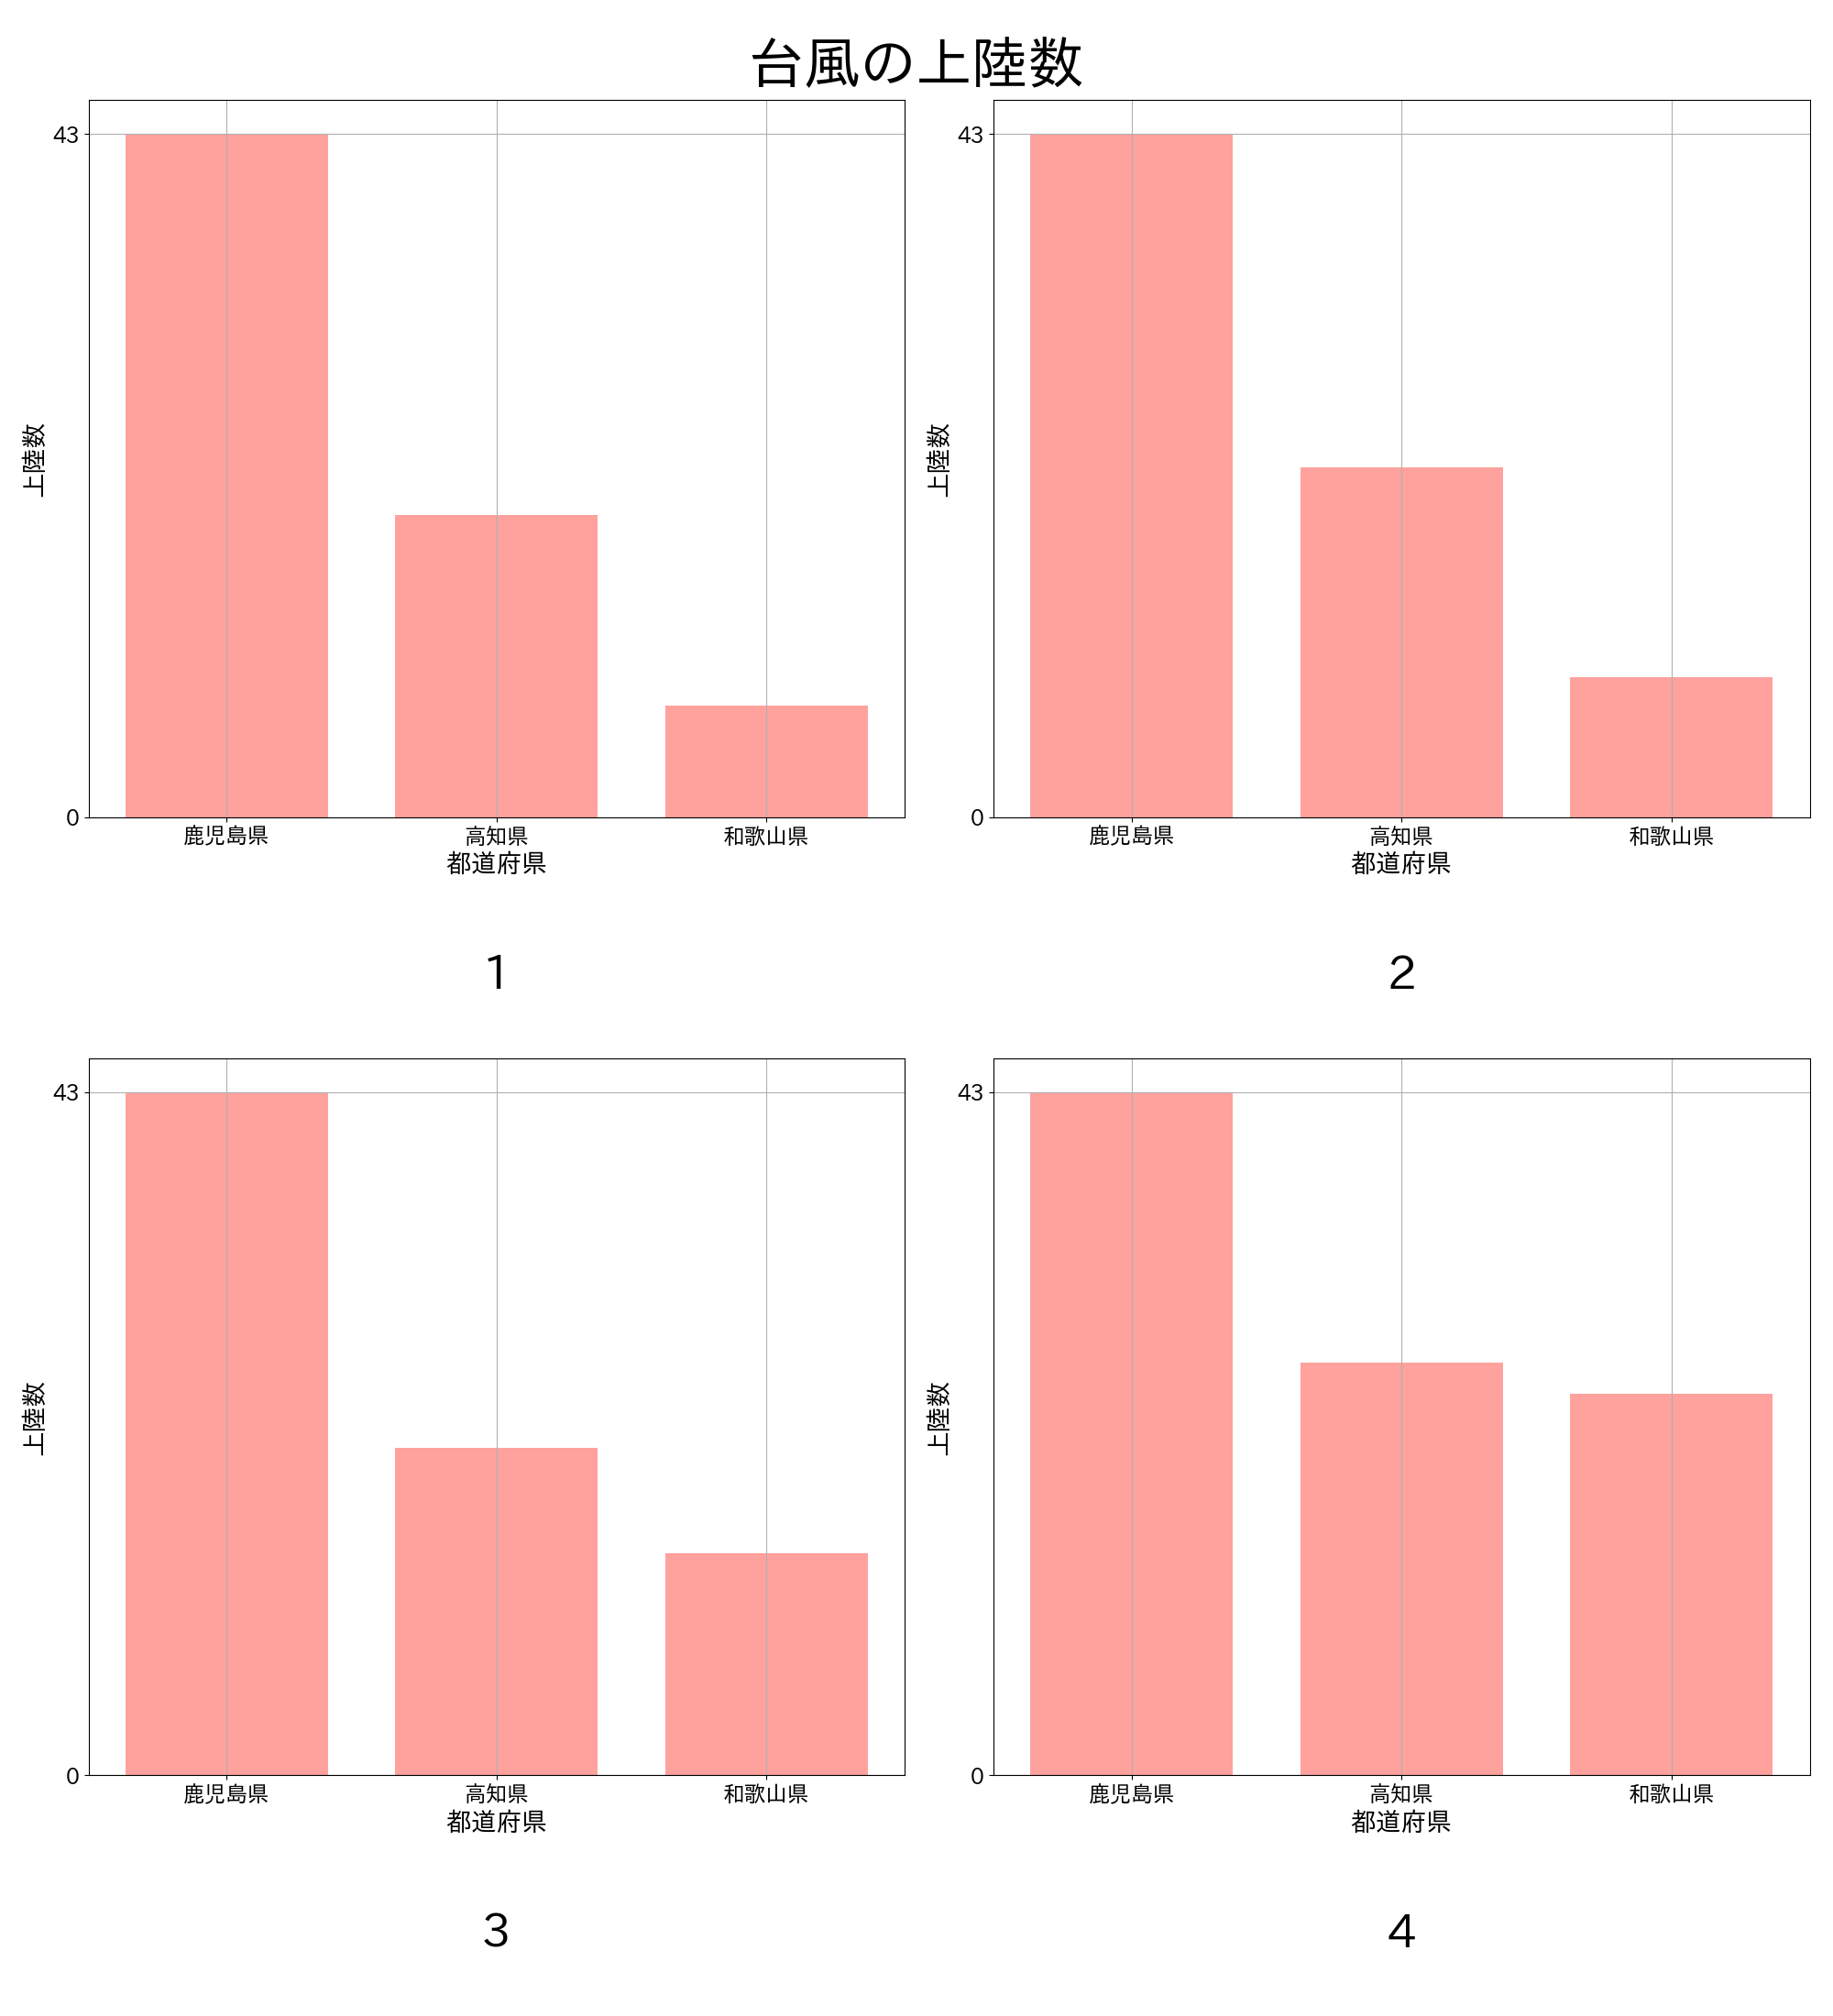 台風の上陸数
43
0
上陸数
鹿児島県 高知県 和歌山県
都道府県
1
43
0
上陸数
鹿児島県 高知県 和歌山県
都道府県
2
43
0
上陸数
鹿児島県 高知県 和歌山県
都道府県
3
43
0
上陸数
鹿児島県 高知県 和歌山県
都道府県
4